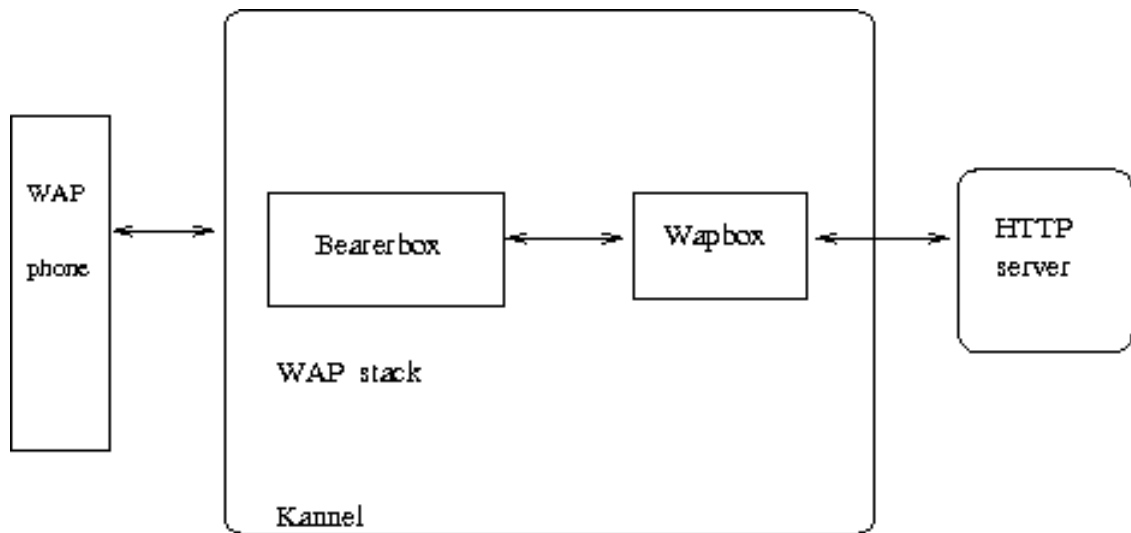 WAP
phone
Bearerbox
Wapbox
HTTP
server
WAP stack
Kannel